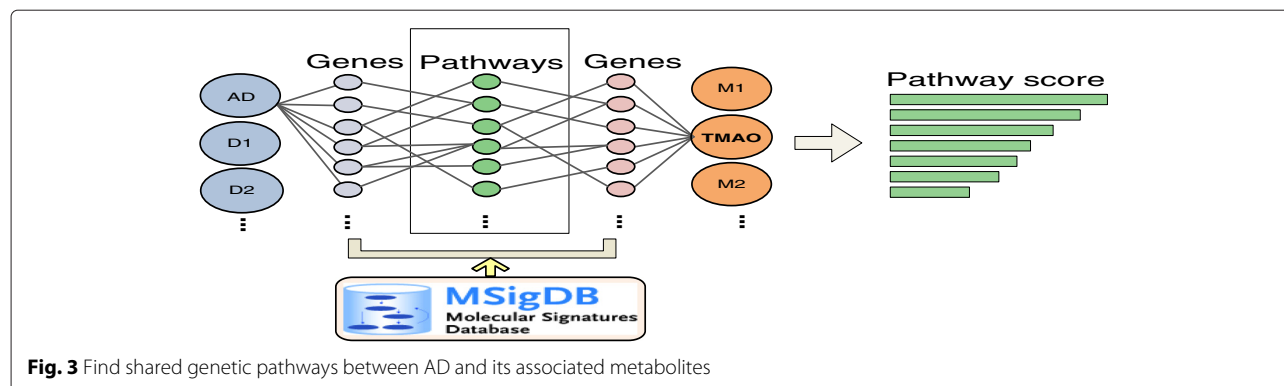 Genes Pathways Genes
Pathway score
AD
D1
D2
M1
TMAO
M2
MSigDB
Molecular Signatures
Database
Fig. 3 Find shared genetic pathways between AD and its associated metabolites